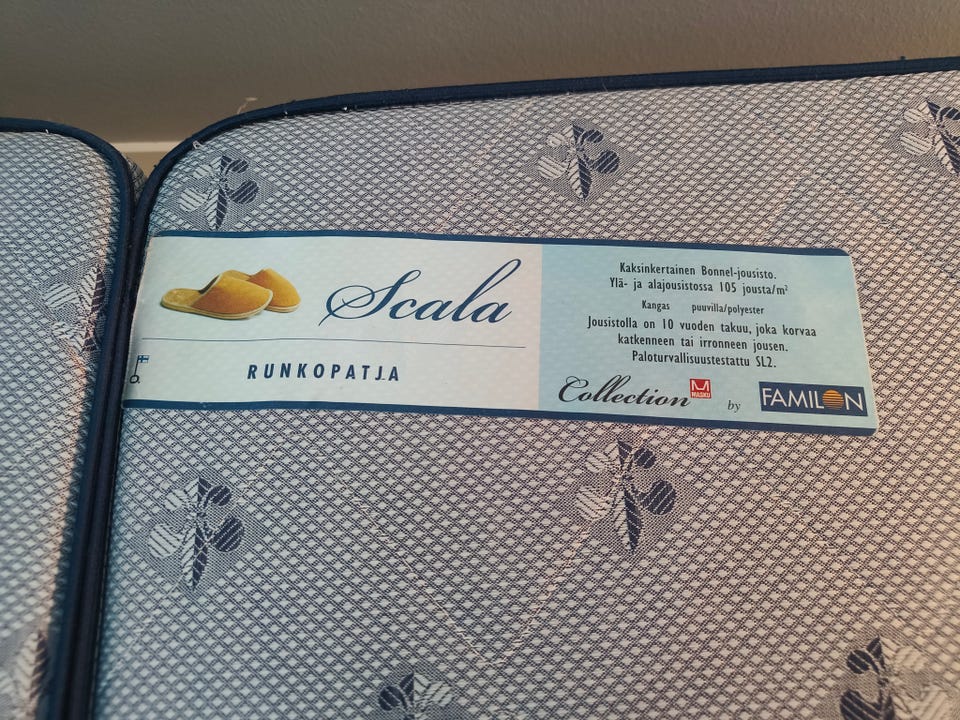 Scala
RUNKOPATJA
Kaksinkertainen Bonnel-jousisto.
Ylä- ja alajousistossa 105 jousta/m²
Kangas puuvilla/polyester
Jousistolla on 10 vuoden takuu, joka korvaa
katkenneen tai irronneen jousen.
Paloturvallisuustestattu SL2.
Collection MASKU by FAMILON